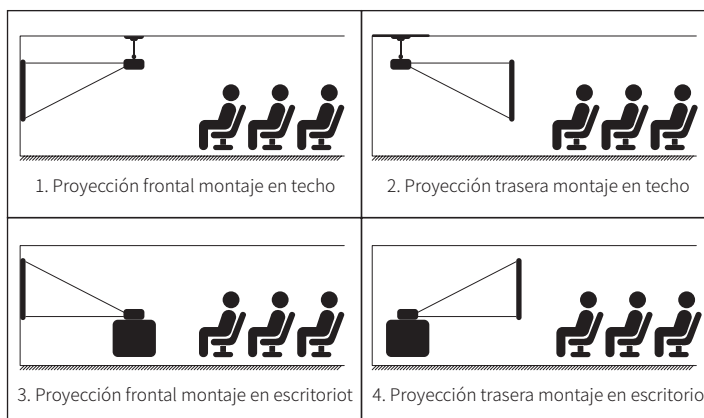 1. Proyección frontal montaje en techo
2. Proyección trasera montaje en techo
3. Proyección frontal montaje en escritoriot
4. Proyección trasera montaje en escritorio